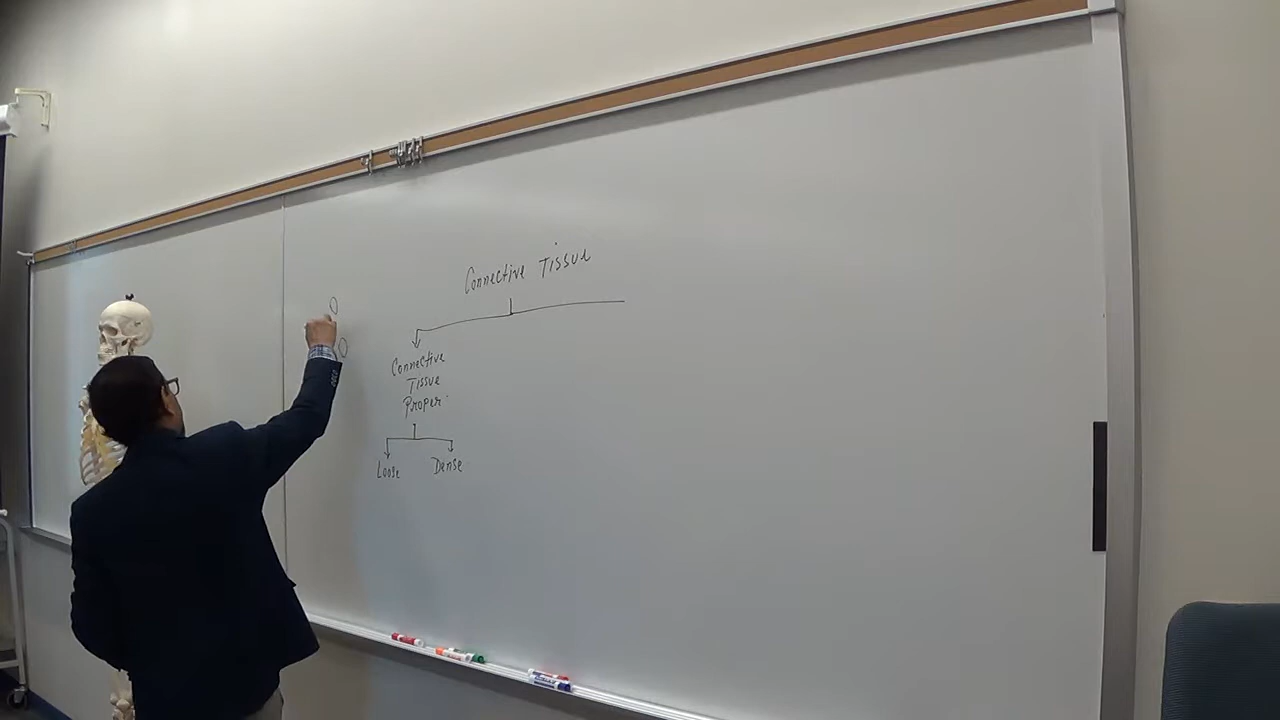 Connective Tissue
Connective
Tissue
Proper
Loose Dense